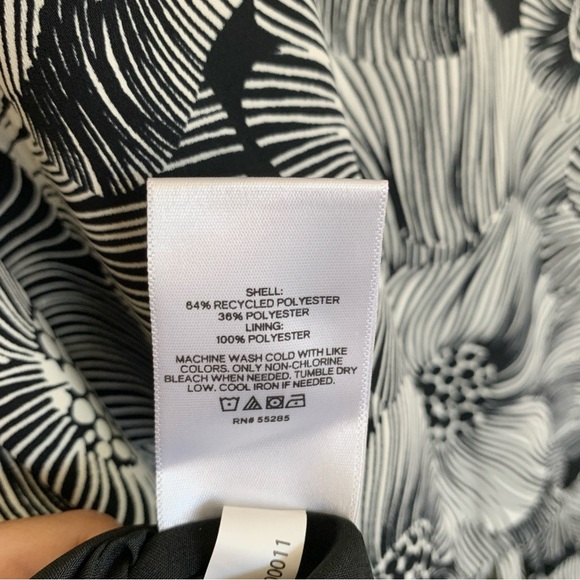 SHELL:
64% RECYCLED POLYESTER
36% POLYESTER
LINING:
100% POLYESTER
MACHINE WASH COLD WITH LIKE
COLORS. ONLY NON-CHLORINE
BLEACH WHEN NEEDED. TUMBLE DRY
LOW. COOL IRON IF NEEDED.
RN# 55285